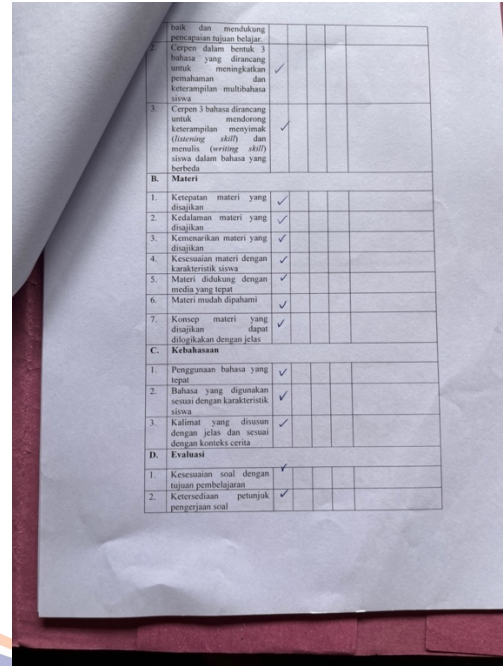 baik dan mendukung
pencapaian tujuan belajar.
2. Cerpen dalam bentuk 3
bahasa yang dirancang
untuk meningkatkan
pemahaman dan
keterampilan multibahasa
siswa
3. Cerpen 3 bahasa dirancang
untuk mendorong
keterampilan menyimak
(listening skill) dan
menulis (writing skill)
siswa dalam bahasa yang
berbeda
B. Materi
1. Ketepatan materi yang
disajikan
2. Kedalaman materi yang
disajikan
3. Kemenarikan materi yang
disajikan
4. Kesesuaian materi dengan
karakteristik siswa
5. Materi didukung dengan
media yang tepat
6. Materi mudah dipahami
7. Konsep materi yang
disajikan dapat
dilogikakan dengan jelas
C. Kebahasaan
1. Penggunaan bahasa yang
tepat
2. Bahasa yang digunakan
sesuai dengan karakteristik
siswa
3. Kalimat yang disusun
dengan jelas dan sesuai
dengan konteks cerita
D. Evaluasi
1. Kesesuaian soal dengan
tujuan pembelajaran
2. Ketersediaan petunjuk
pengerjaan soal